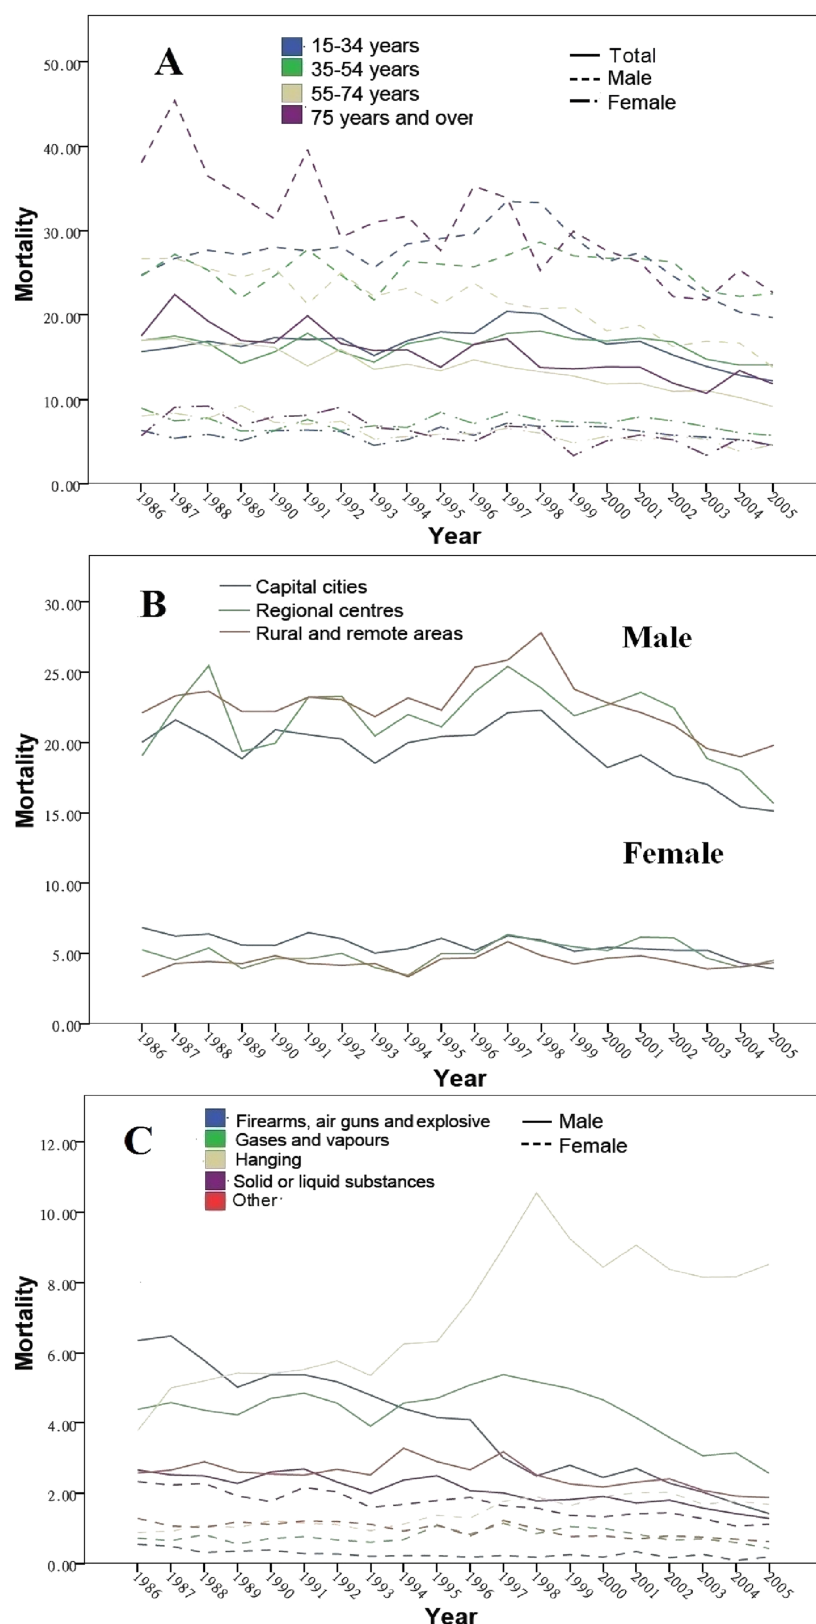 A
15-34 years
35-54 years
55-74 years
75 years and over
Total
Male
Female
50.00
40.00
30.00
20.00
10.00
0.00
Mortality
1986 1987 1988 1989 1990 1991 1992 1993 1994 1995 1996 1997 1998 1999 2000 2001 2002 2003 2004 2005
Year
B
Capital cities
Regional centres
Rural and remote areas
Male
Female
30.00
25.00
20.00
15.00
10.00
5.00
0.00
Mortality
1986 1987 1988 1989 1990 1991 1992 1993 1994 1995 1996 1997 1998 1999 2000 2001 2002 2003 2004 2005
Year
C
Firearms, air guns and explosive
Gases and vapours
Hanging
Solid or liquid substances
Other
Male
Female
12.00
10.00
8.00
6.00
4.00
2.00
0.00
Mortality
1986 1987 1988 1989 1990 1991 1992 1993 1994 1995 1996 1997 1998 1999 2000 2001 2002 2003 2004 2005
Year